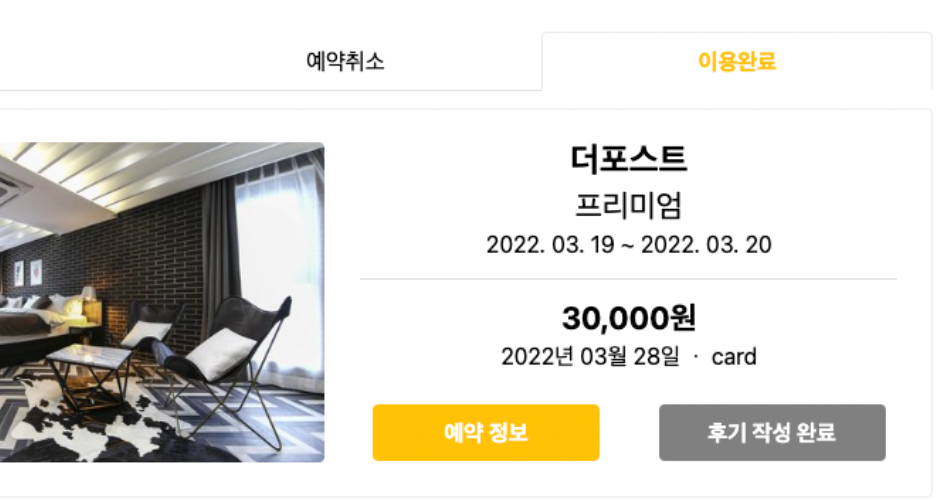 예약취소
이용완료
더포스트
프리미엄
2022. 03. 19 ~ 2022. 03. 20
30,000원
2022년 03월 28일 · card
예약 정보
후기 작성 완료